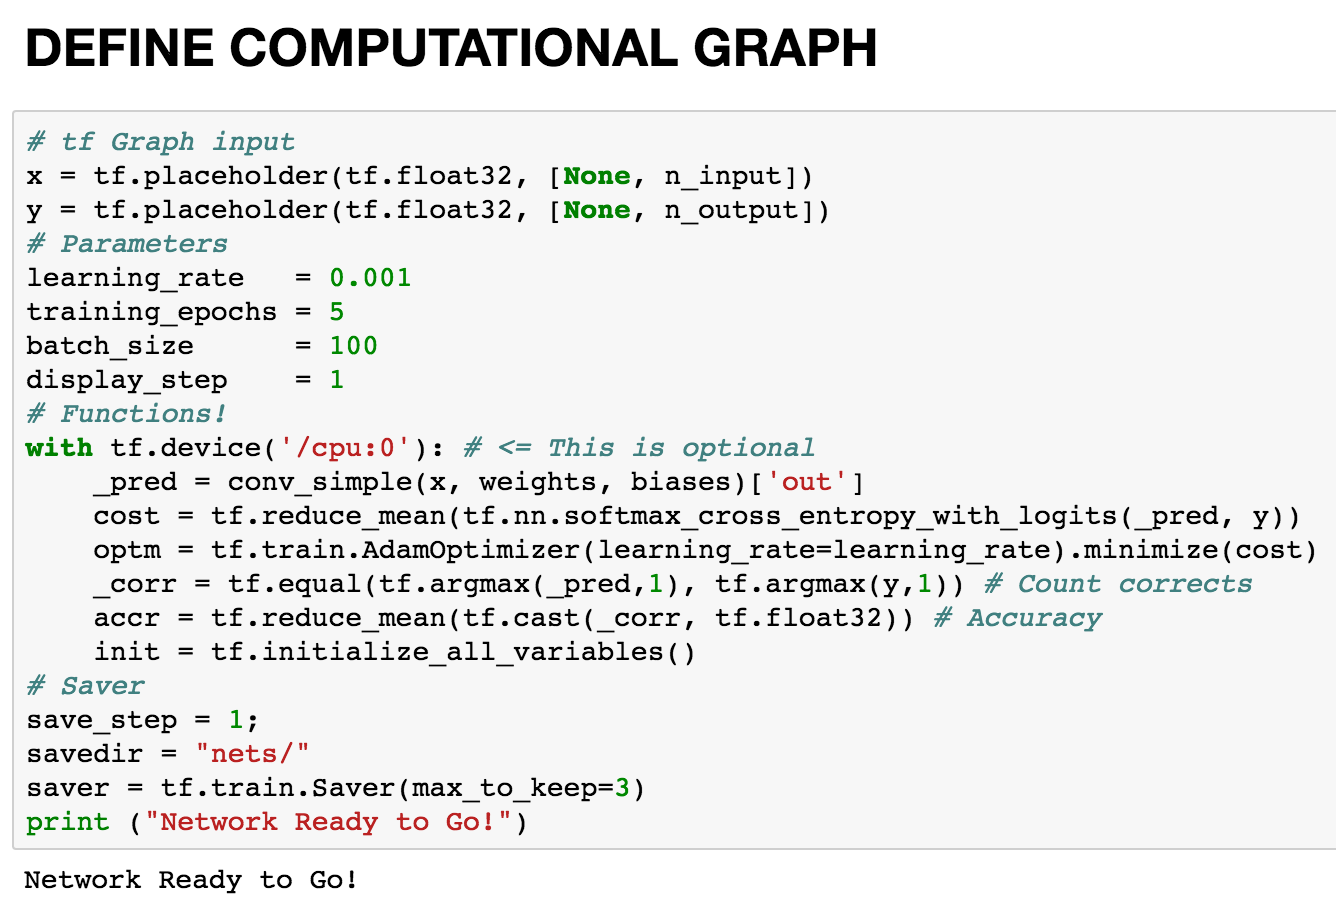 DEFINE COMPUTATIONAL GRAPH
# tf Graph input
x = tf.placeholder(tf.float32, [None, n_input])
y = tf.placeholder(tf.float32, [None, n_output])
# Parameters
learning_rate   = 0.001
training_epochs = 5
batch_size      = 100
display_step    = 1
# Functions!
with tf.device('/cpu:0'): # <= This is optional
    _pred = conv_simple(x, weights, biases)['out']
    cost = tf.reduce_mean(tf.nn.softmax_cross_entropy_with_logits(_pred, y))
    optm = tf.train.AdamOptimizer(learning_rate=learning_rate).minimize(cost)
    _corr = tf.equal(tf.argmax(_pred,1), tf.argmax(y,1)) # Count corrects
    accr = tf.reduce_mean(tf.cast(_corr, tf.float32)) # Accuracy
    init = tf.initialize_all_variables()
# Saver
save_step = 1;
savedir = "nets/"
saver = tf.train.Saver(max_to_keep=3)
print ("Network Ready to Go!")
Network Ready to Go!